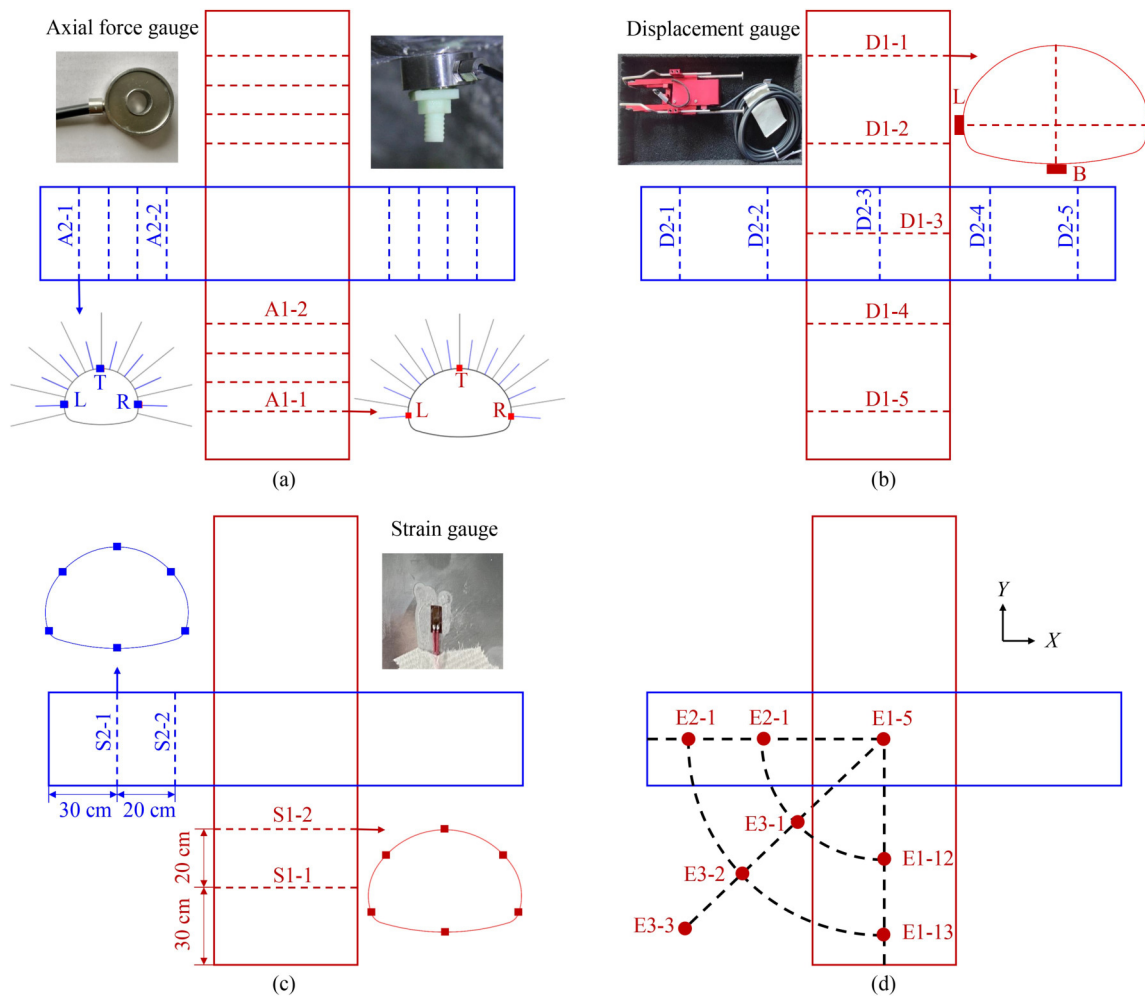 Axial force gauge
A2-1
A2-2
A1-2
A1-1
T
L
R
T
L
R
(a)
Displacement gauge
D1-1
L
D1-2
B
D2-1
D2-2
D2-3
D1-3
D2-4
D2-5
D1-4
D1-5
(b)
Strain gauge
S2-1
S2-2
30 cm
20 cm
S1-2
20 cm
S1-1
30 cm
(c)
Y
X
E2-1
E2-1
E1-5
E3-1
E1-12
E3-2
E3-3
E1-13
(d)